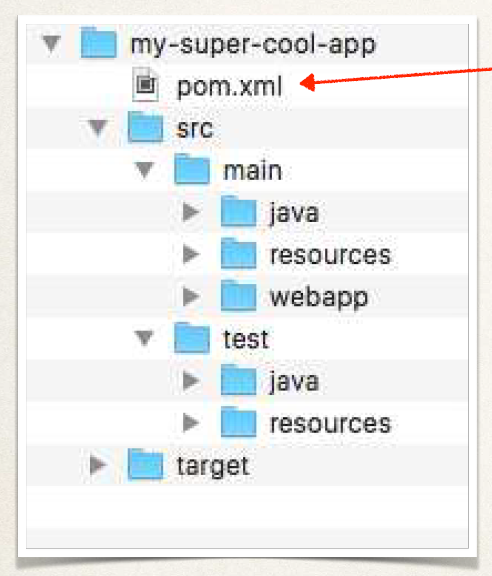 my-super-cool-app
pom.xml
src
main
java
resources
webapp
test
java
resources
target